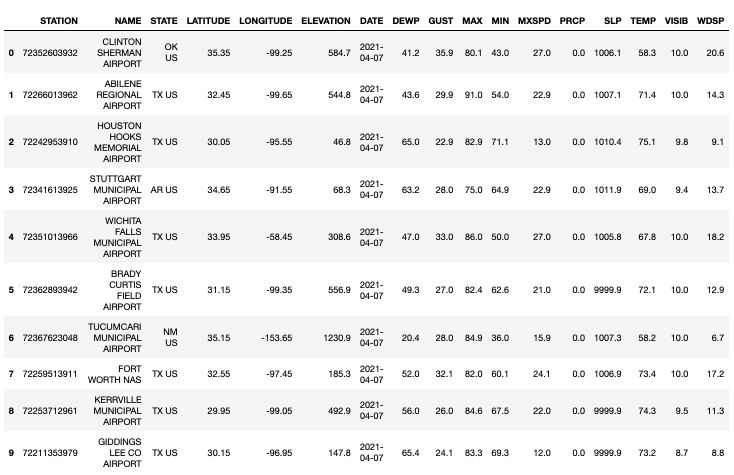 STATION NAME STATE LATITUDE LONGITUDE ELEVATION DATE DEWP GUST MAX MIN MXSPD PRCP SLP TEMP VISIB WDSP
0 72352603932 CLINTON SHERMAN AIRPORT OK US 35.35 -99.25 584.7 2021-04-07 41.2 35.9 80.1 43.0 27.0 0.0 1006.1 58.3 10.0 20.6
1 72266013962 ABILENE REGIONAL AIRPORT TX US 32.45 -99.65 544.8 2021-04-07 43.6 29.9 91.0 54.0 22.9 0.0 1007.1 71.4 10.0 14.3
2 72242953910 HOUSTON HOOKS MEMORIAL AIRPORT TX US 30.05 -95.55 46.8 2021-04-07 65.0 22.9 82.9 71.1 13.0 0.0 1010.4 75.1 9.8 9.1
3 72341613925 STUTTGART MUNICIPAL AIRPORT AR US 34.65 -91.55 68.3 2021-04-07 63.2 28.0 75.0 64.9 22.9 0.0 1011.9 69.0 9.4 13.7
4 72351013966 WICHITA FALLS MUNICIPAL AIRPORT TX US 33.95 -58.45 308.6 2021-04-07 47.0 33.0 86.0 50.0 27.0 0.0 1005.8 67.8 10.0 18.2
5 72362893942 BRADY CURTIS FIELD AIRPORT TX US 31.15 -99.35 556.9 2021-04-07 49.3 27.0 82.4 62.6 21.0 0.0 9999.9 72.1 10.0 12.9
6 72367623048 TUCUMCARI MUNICIPAL AIRPORT NM US 35.15 -153.65 1230.9 2021-04-07 20.4 28.0 84.9 36.0 15.9 0.0 1007.3 58.2 10.0 6.7
7 72259513911 FORT WORTH NAS TX US 32.55 -97.45 185.3 2021-04-07 52.0 32.1 82.0 60.1 24.1 0.0 1006.9 73.4 10.0 17.2
8 72253712961 KERRVILLE MUNICIPAL AIRPORT TX US 29.95 -99.05 492.9 2021-04-07 56.0 26.0 84.6 67.5 22.0 0.0 9999.9 74.3 9.5 11.3
9 72211353979 GIDDINGS LEE CO AIRPORT TX US 30.15 -96.95 147.8 2021-04-07 65.4 24.1 83.3 69.3 12.0 0.0 9999.9 73.2 8.7 8.8